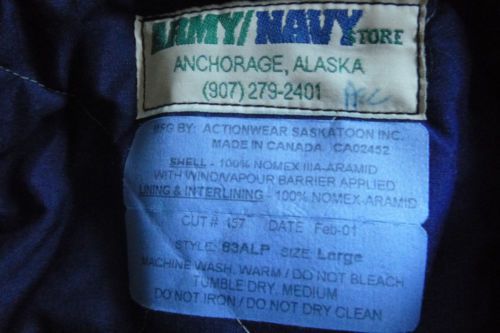 ARMY/NAVY STORE
ANCHORAGE, ALASKA
(907) 279-2401
MFG BY: ACTIONWEAR SASKATOON INC.
MADE IN CANADA CA02452
SHELL - 100% NOMEX IIIA-ARAMID
WITH WIND/VAPOUR BARRIER APPLIED
LINING & INTERLINING - 100% NOMEX-ARAMID
CUT# 157 DATE Feb-01
STYLE: 83ALP SIZE: Large
MACHINE WASH, WARM / DO NOT BLEACH
TUMBLE DRY, MEDIUM
DO NOT IRON / DO NOT DRY CLEAN